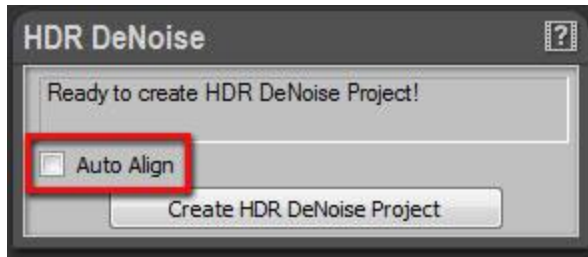 HDR DeNoise [?]
Ready to create HDR DeNoise Project!
Auto Align
Create HDR DeNoise Project